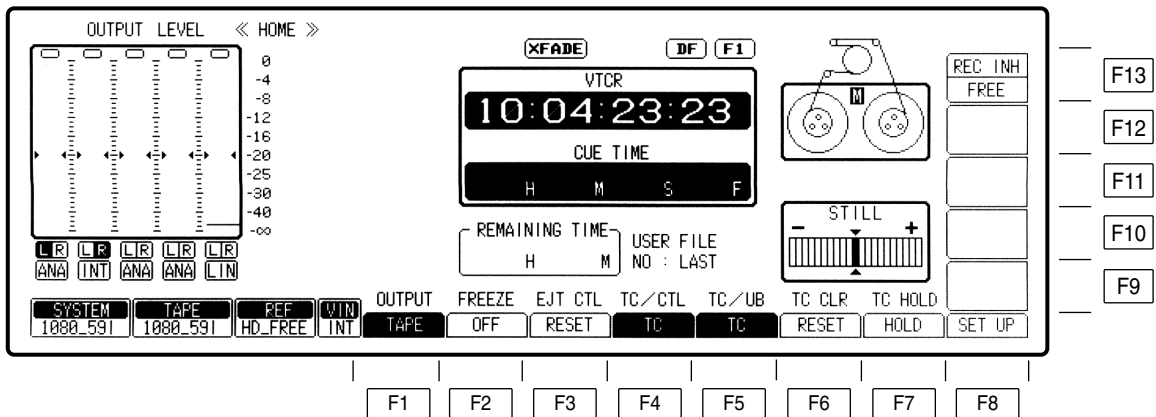 OUTPUT LEVEL ≪ HOME ≫
0
-4
-8
-12
-16
-20
-25
-30
-40
-∞
L R L R L R L R L R
ANA INT ANA ANA LIN
XFADE DF F1
VTCR
10:04:23:23
CUE TIME
H M S F
REMAINING TIME
H M
USER FILE
NO : LAST
M
STILL
- +
REC INH
FREE
SYSTEM TAPE REF VIN
1080_59I 1080_59I HD_FREE INT
OUTPUT FREEZE EJT CTL TC/CTL TC/UB TC CLR TC HOLD
TAPE OFF RESET TC TC RESET HOLD SET UP
F13
F12
F11
F10
F9
F1 F2 F3 F4 F5 F6 F7 F8